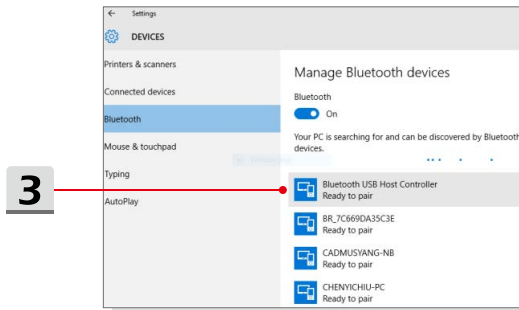 Settings
DEVICES
Printers & scanners
Connected devices
Bluetooth
Mouse & touchpad
Typing
AutoPlay
Manage Bluetooth devices
Bluetooth
On
Your PC is searching for and can be discovered by Bluetooth
devices.
3
Bluetooth USB Host Controller
Ready to pair
BR_7C669DA35C3E
Ready to pair
CADMUSYANG-NB
Ready to pair
CHENYICHIU-PC
Ready to pair